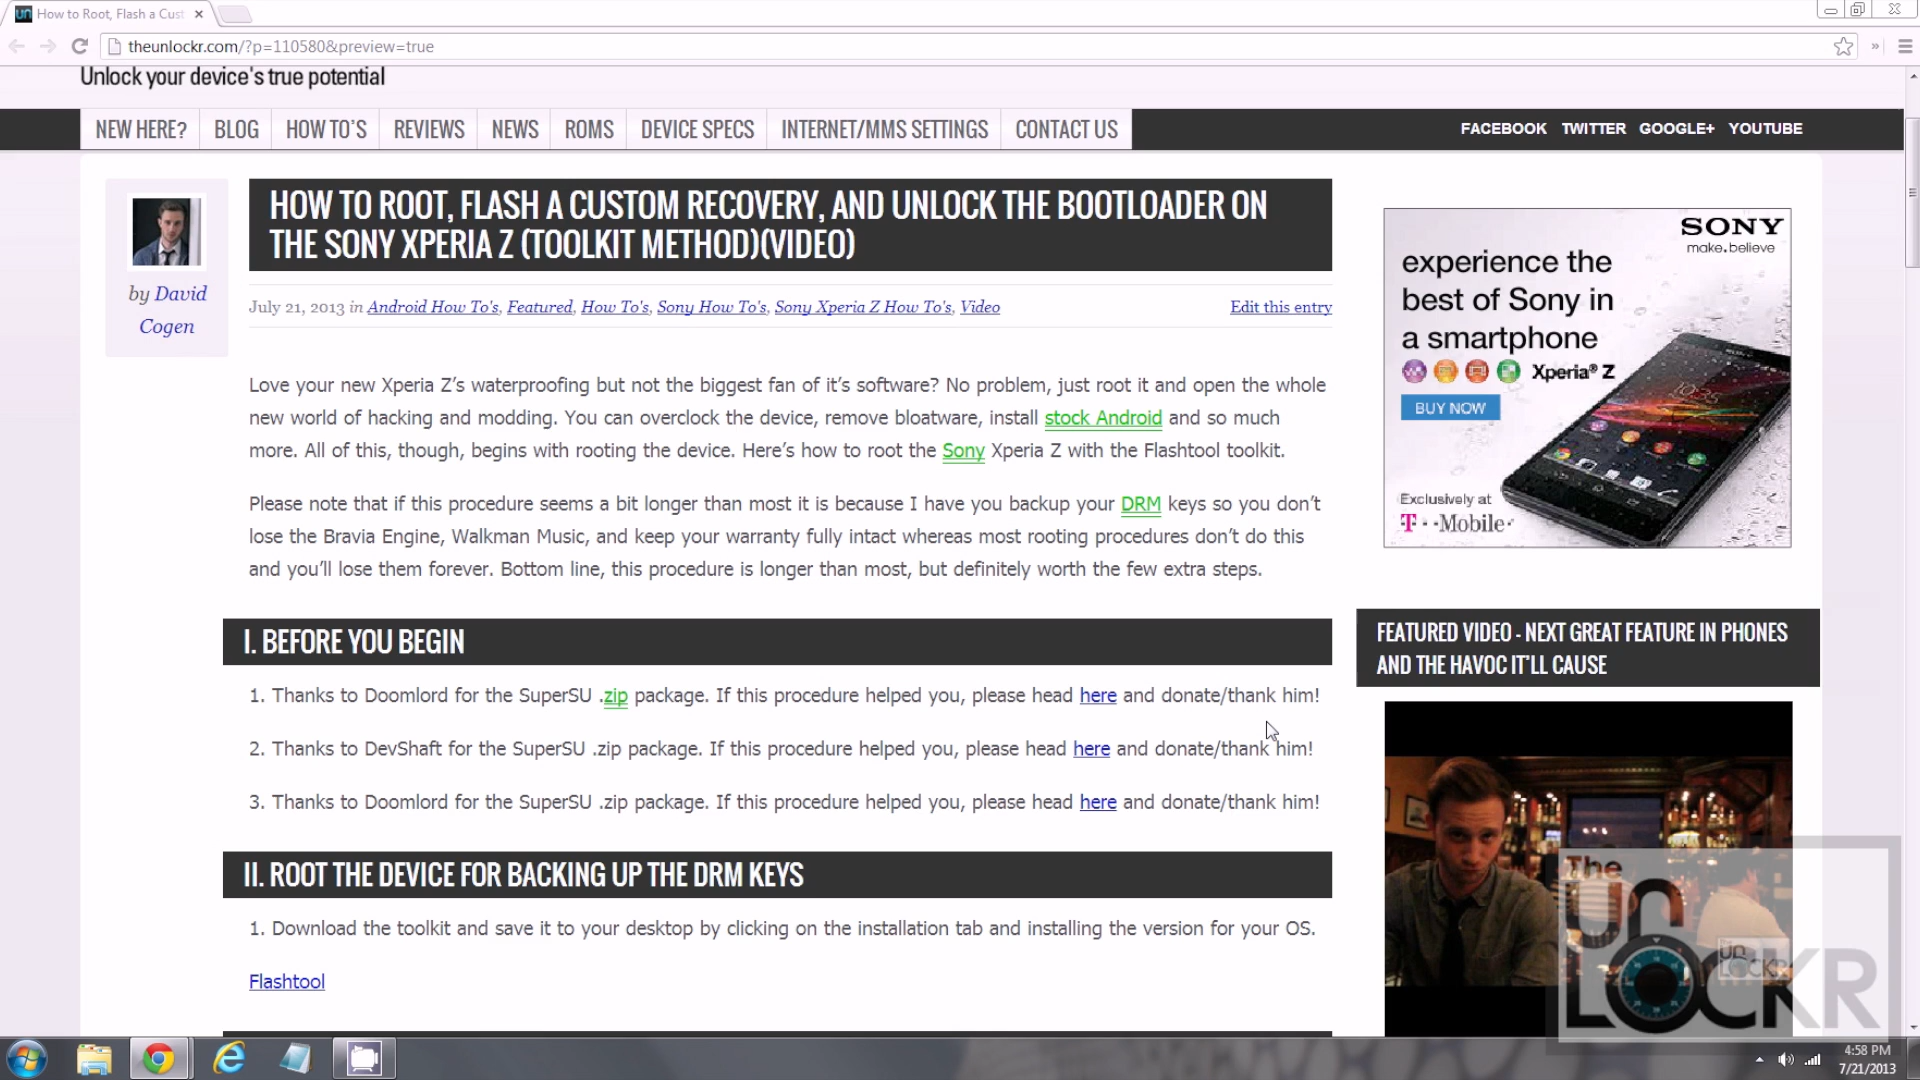 How to Root, Flash a Cust
theunlockr.com/?p=110580&preview=true
Unlock your device's true potential
NEW HERE? BLOG HOW TO'S REVIEWS NEWS ROMS DEVICE SPECS INTERNET/MMS SETTINGS CONTACT US
FACEBOOK TWITTER GOOGLE+ YOUTUBE
by David
Cogen
HOW TO ROOT, FLASH A CUSTOM RECOVERY, AND UNLOCK THE BOOTLOADER ON
THE SONY XPERIA Z (TOOLKIT METHOD)(VIDEO)
July 21, 2013 in Android How To's, Featured, How To's, Sony How To's, Sony Xperia Z How To's, Video
Edit this entry
Love your new Xperia Z's waterproofing but not the biggest fan of it's software? No problem, just root it and open the whole
new world of hacking and modding. You can overclock the device, remove bloatware, install stock Android and so much
more. All of this, though, begins with rooting the device. Here's how to root the Sony Xperia Z with the Flashtool toolkit.
Please note that if this procedure seems a bit longer than most it is because I have you backup your DRM keys so you don't
lose the Bravia Engine, Walkman Music, and keep your warranty fully intact whereas most rooting procedures don't do this
and you'll lose them forever. Bottom line, this procedure is longer than most, but definitely worth the few extra steps.
I. BEFORE YOU BEGIN
1. Thanks to Doomlord for the SuperSU .zip package. If this procedure helped you, please head here and donate/thank him!
2. Thanks to DevShaft for the SuperSU .zip package. If this procedure helped you, please head here and donate/thank him!
3. Thanks to Doomlord for the SuperSU .zip package. If this procedure helped you, please head here and donate/thank him!
II. ROOT THE DEVICE FOR BACKING UP THE DRM KEYS
1. Download the toolkit and save it to your desktop by clicking on the installation tab and installing the version for your OS.
Flashtool
SONY
make.believe
experience the
best of Sony in
a smartphone
Xperia® Z
BUY NOW
10:35
Exclusively at
T-Mobile
FEATURED VIDEO - NEXT GREAT FEATURE IN PHONES
AND THE HAVOC IT'LL CAUSE
The
UN
LOCKR
4:58 PM
7/21/2013